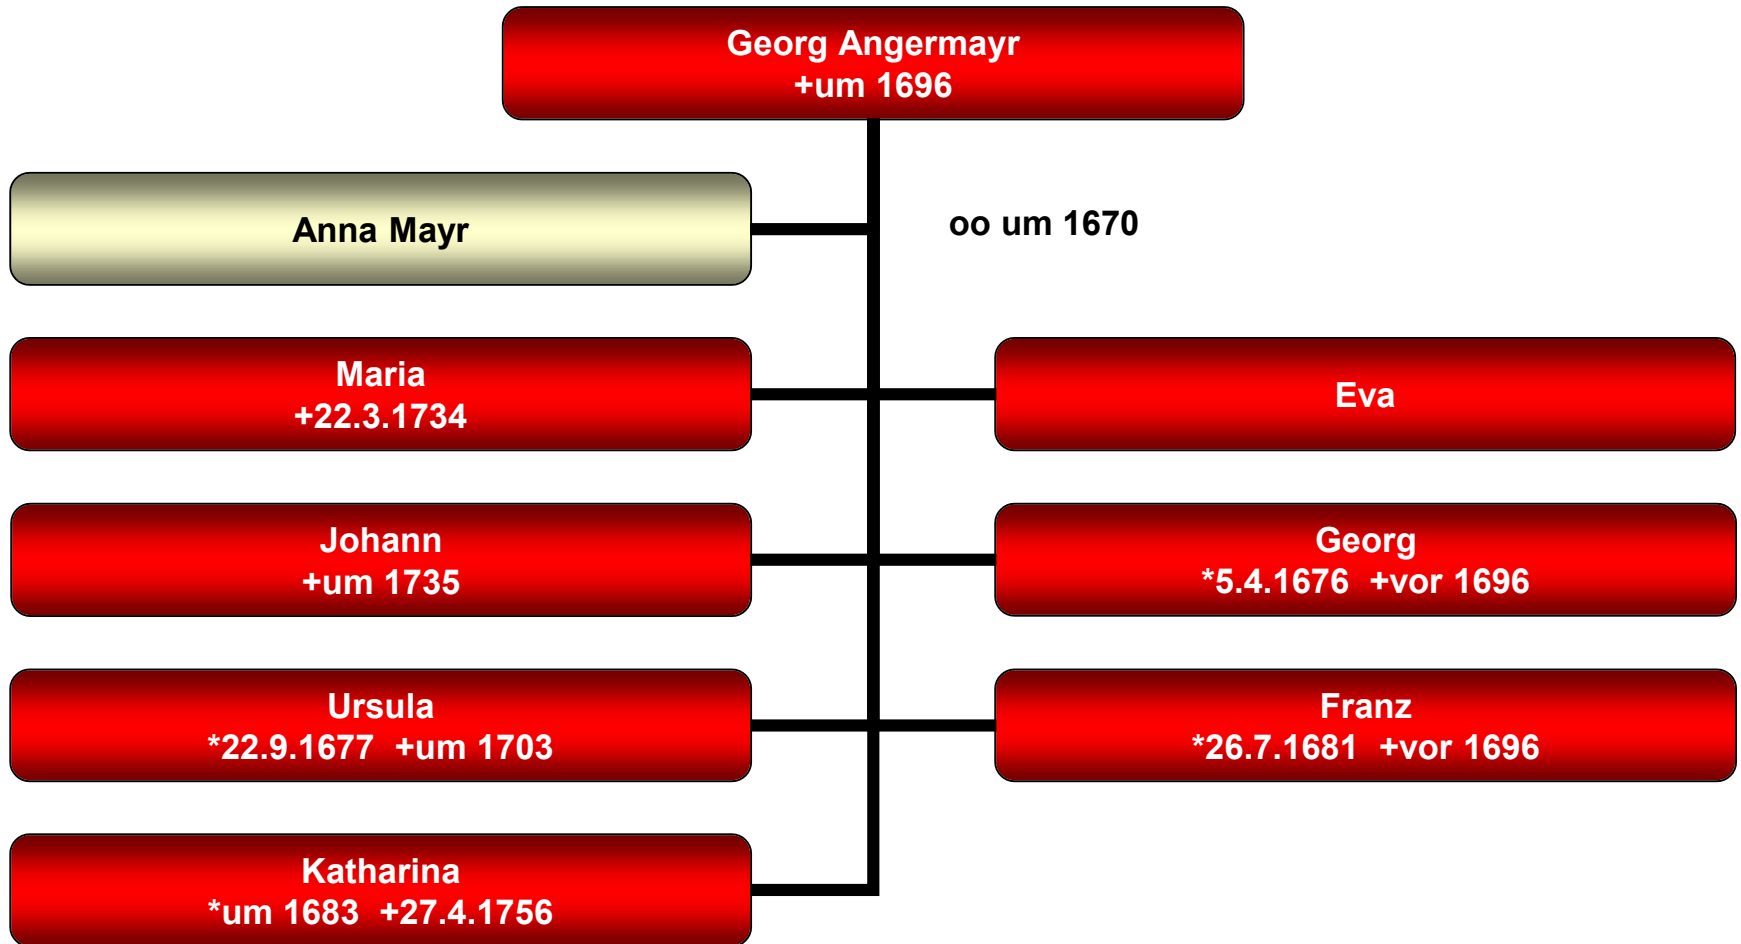 Georg Angermayr
+um 1696
Anna Mayr
oo um 1670
Maria
+22.3.1734
Eva
Johann
+um 1735
Georg
*5.4.1676  +vor 1696
Ursula
*22.9.1677  +um 1703
Franz
*26.7.1681  +vor 1696
Katharina
*um 1683  +27.4.1756